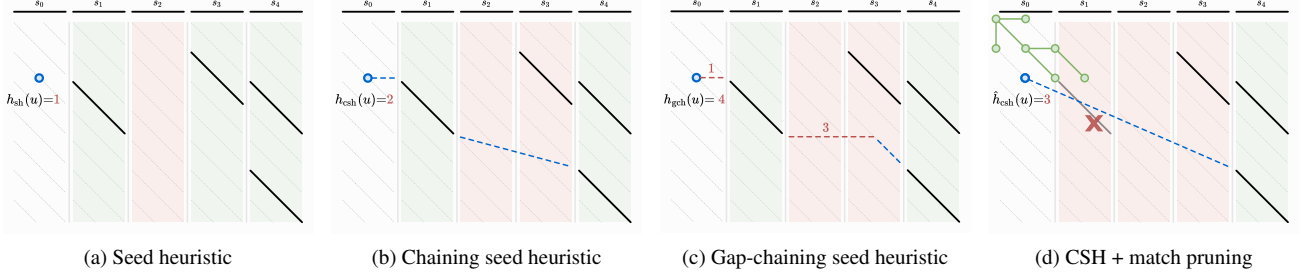 s₀ s₁ s₂ s₃ s₄
h_sh(u)=1
(a) Seed heuristic
s₀ s₁ s₂ s₃ s₄
h_csh(u)=2
(b) Chaining seed heuristic
s₀ s₁ s₂ s₃ s₄
1
h_gch(u)= 4
3
(c) Gap-chaining seed heuristic
s₀ s₁ s₂ s₃ s₄
ĥ_csh(u)=3
X
(d) CSH + match pruning